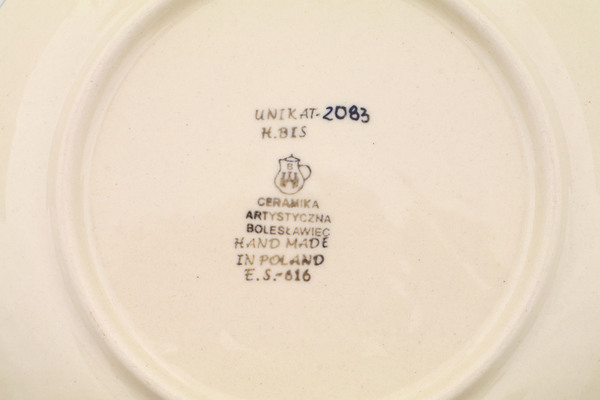 UNIKAT-2083
H.BIS
CERAMIKA
ARTYSTYCZNA
BOLESŁAWIEC
HAND MADE
IN POLAND
E.S.-616